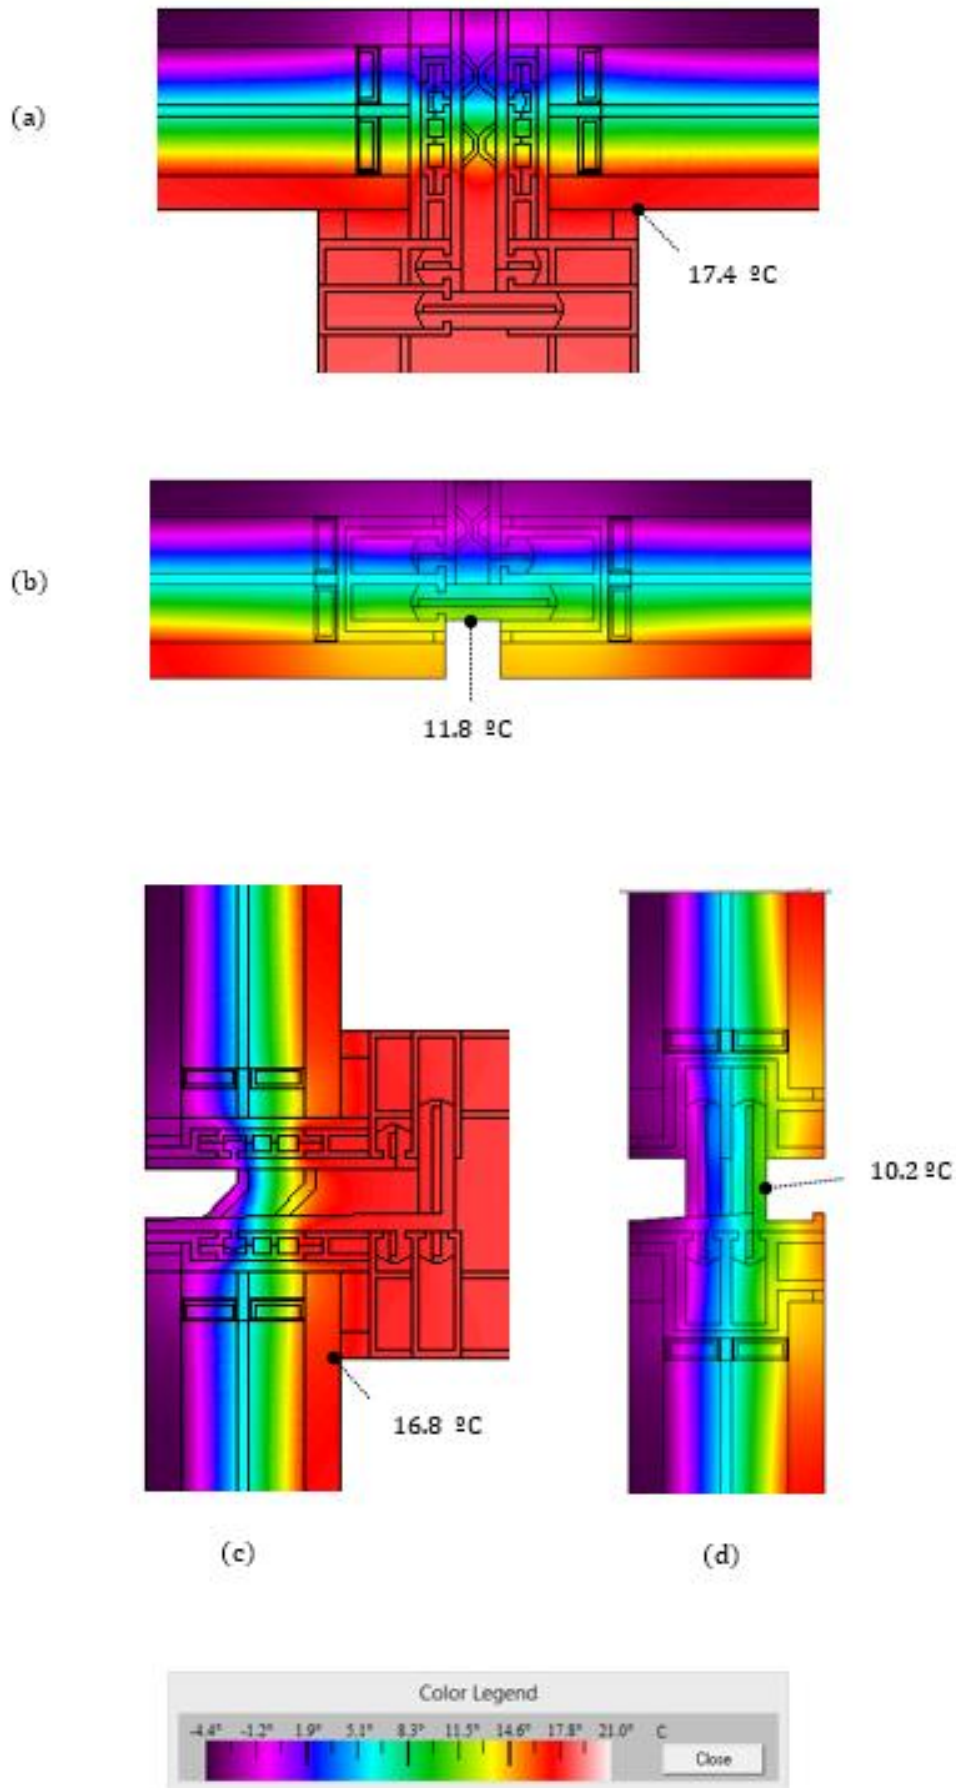 (a)
17.4 ºC
(b)
11.8 ºC
10.2 ºC
16.8 ºC
(c)
(d)
Color Legend
-4.4° -1.2° 1.9° 5.1° 8.3° 11.5° 14.6° 17.8° 21.0° C
Close